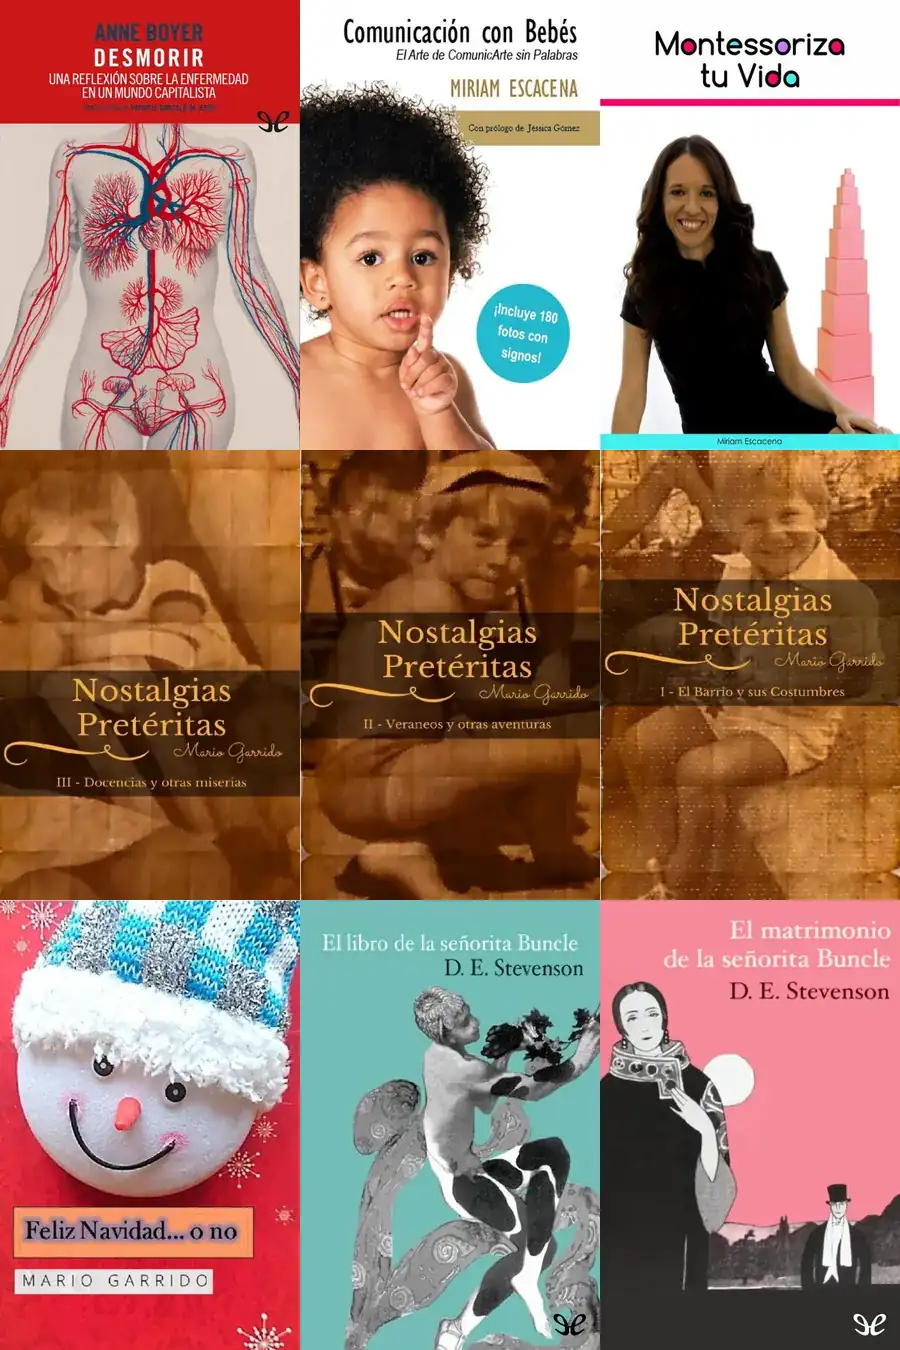 ANNE BOYER
DESMORIR
UNA REFLEXIÓN SOBRE LA ENFERMEDAD
EN UN MUNDO CAPITALISTA
Comunicación con Bebés
El Arte de ComunicArte sin Palabras
MIRIAM ESCACENA
Con prólogo de Jéssica Gómez
¡Incluye 180
fotos con
signos!
Montessoriza
tu Vida
Miriam Escacena
Nostalgias
Pretéritas
Mario Garrido
III - Docencias y otras miserias
Nostalgias
Pretéritas
Mario Garrido
II - Veraneos y otras aventuras
Nostalgias
Pretéritas
Mario Garrido
I - El Barrio y sus Costumbres
Feliz Navidad... o no
MARIO GARRIDO
El libro de la señorita Buncle
D. E. Stevenson
El matrimonio
de la señorita Buncle
D. E. Stevenson